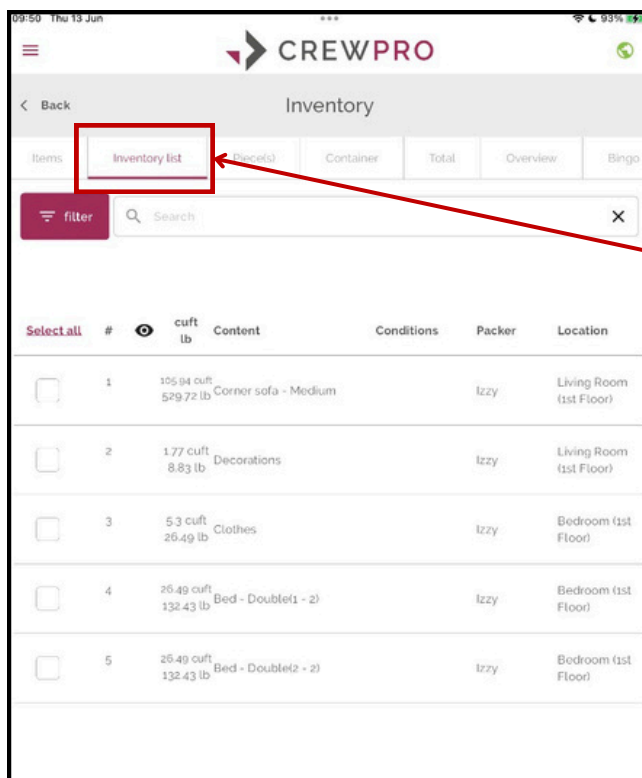 09:50 Thu 13 Jun 93%
CREWPRO
Back Inventory
Items Inventory list Piece(s) Container Total Overview Bingo
filter Search
Select all # cuft lb Content Conditions Packer Location
1 105.94 cuft 529.72 lb Corner sofa - Medium Izzy Living Room (1st Floor)
2 1.77 cuft 8.83 lb Decorations Izzy Living Room (1st Floor)
3 5.3 cuft 26.49 lb Clothes Izzy Bedroom (1st Floor)
4 26.49 cuft 132.43 lb Bed - Double(1 - 2) Izzy Bedroom (1st Floor)
5 26.49 cuft 132.43 lb Bed - Double(2 - 2) Izzy Bedroom (1st Floor)